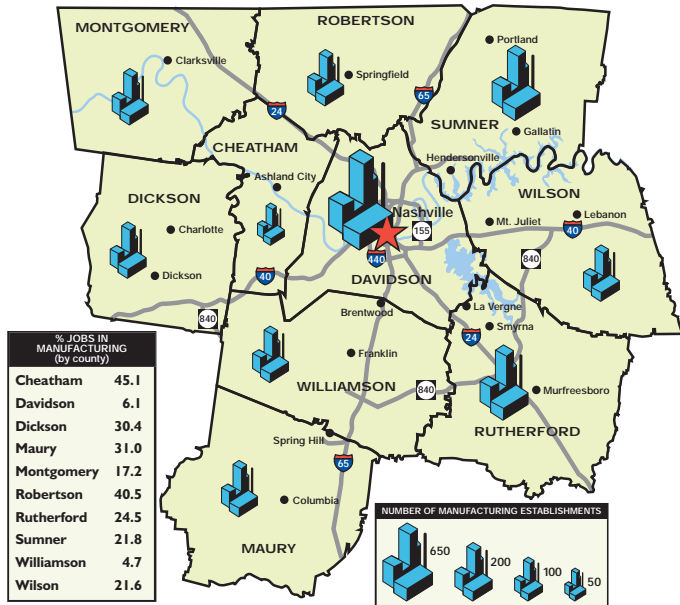 MONTGOMERY
ROBERTSON
Portland
Clarksville
Springfield
65
24
SUMNER
Gallatin
CHEATHAM
Hendersonville
Ashland City
DICKSON
WILSON
Nashville
Lebanon
Charlotte
Mt. Juliet
155
40
440
840
Dickson
40
DAVIDSON
840
Brentwood
La Vergne
Smyrna
24
Franklin
WILLIAMSON
840
Murfreesboro
RUTHERFORD
Spring Hill
65
Columbia
MAURY
% JOBS IN
MANUFACTURING
(by county)
Cheatham 45.1
Davidson 6.1
Dickson 30.4
Maury 31.0
Montgomery 17.2
Robertson 40.5
Rutherford 24.5
Sumner 21.8
Williamson 4.7
Wilson 21.6
NUMBER OF MANUFACTURING ESTABLISHMENTS
650 200 100 50